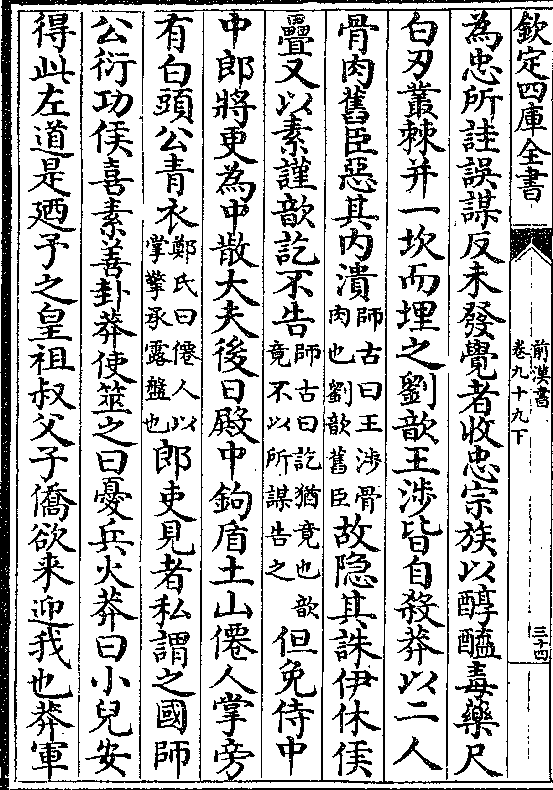 欽定四庫全書
前漢書
卷九十九下
三十四
為忠所詿誤謀反未發覺者收忠宗族以醇醯毒藥尺
白刃叢棘并一坎而埋之劉歆王涉皆自殺莽以二人
骨肉舊臣惡其内潰師古曰王涉骨肉也劉歆舊臣故隐其誅伊休侯
疊又以素謹歆訖不告師古曰訖猶竟也歆竟不以所謀告之但免侍中
中郎將更為中散大夫後日殿中鉤盾土山僊人掌旁
有白頭公青衣鄭氏曰僊人以掌擎承露盤也郎吏見者私謂之國師
公衍功侯喜素善卦莽使筮之曰憂兵火莽曰小兒安
得此左道是廼予之皇祖叔父子僑欲来迎我也莽軍